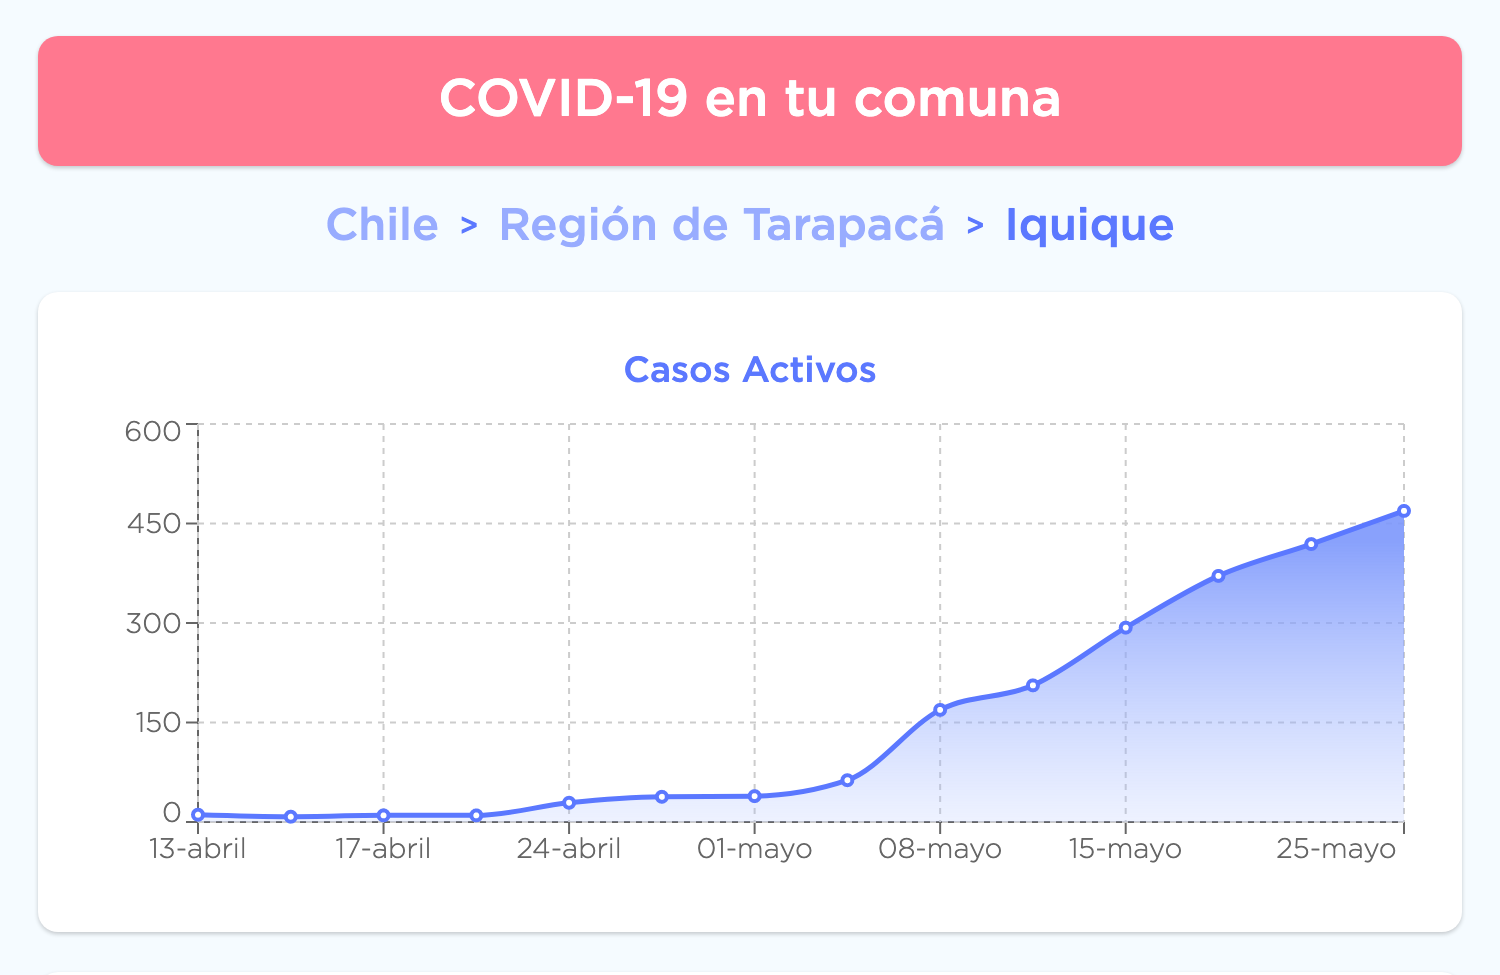 COVID-19 en tu comuna
Chile > Región de Tarapacá > Iquique
Casos Activos
600
450
300
150
0
13-abril 17-abril 24-abril 01-mayo 08-mayo 15-mayo 25-mayo